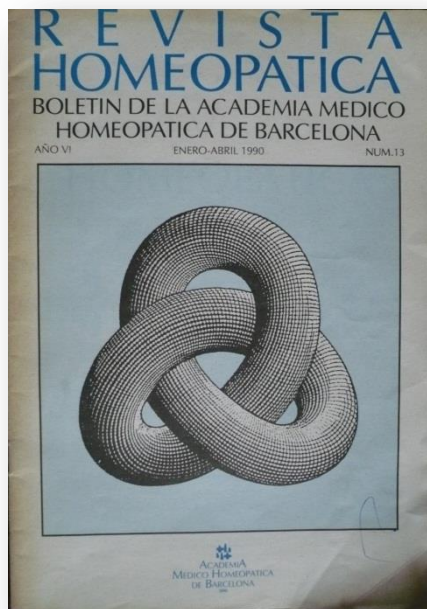 REVISTA
HOMEOPATICA
BOLETIN DE LA ACADEMIA MEDICO
HOMEOPATICA DE BARCELONA
AÑO VI ENERO-ABRIL 1990 NUM.13
ACADEMIA
MEDICO HOMEOPATICA
DE BARCELONA